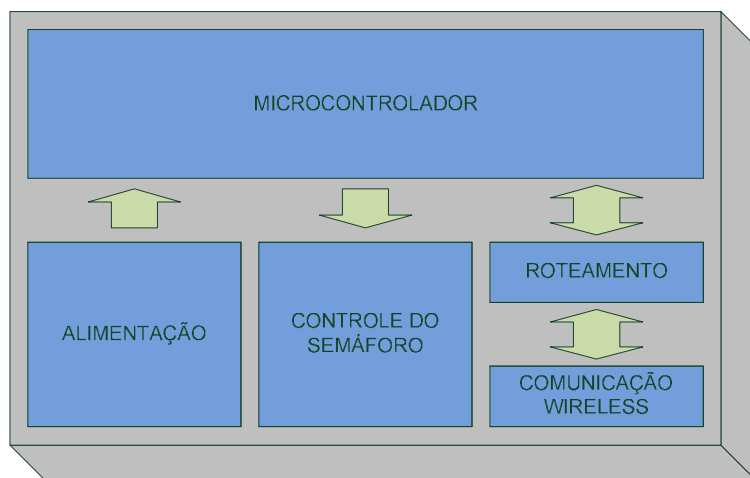 MICROCONTROLADOR
ALIMENTAÇÃO
CONTROLE DO
SEMÁFORO
ROTEAMENTO
COMUNICAÇÃO
WIRELESS